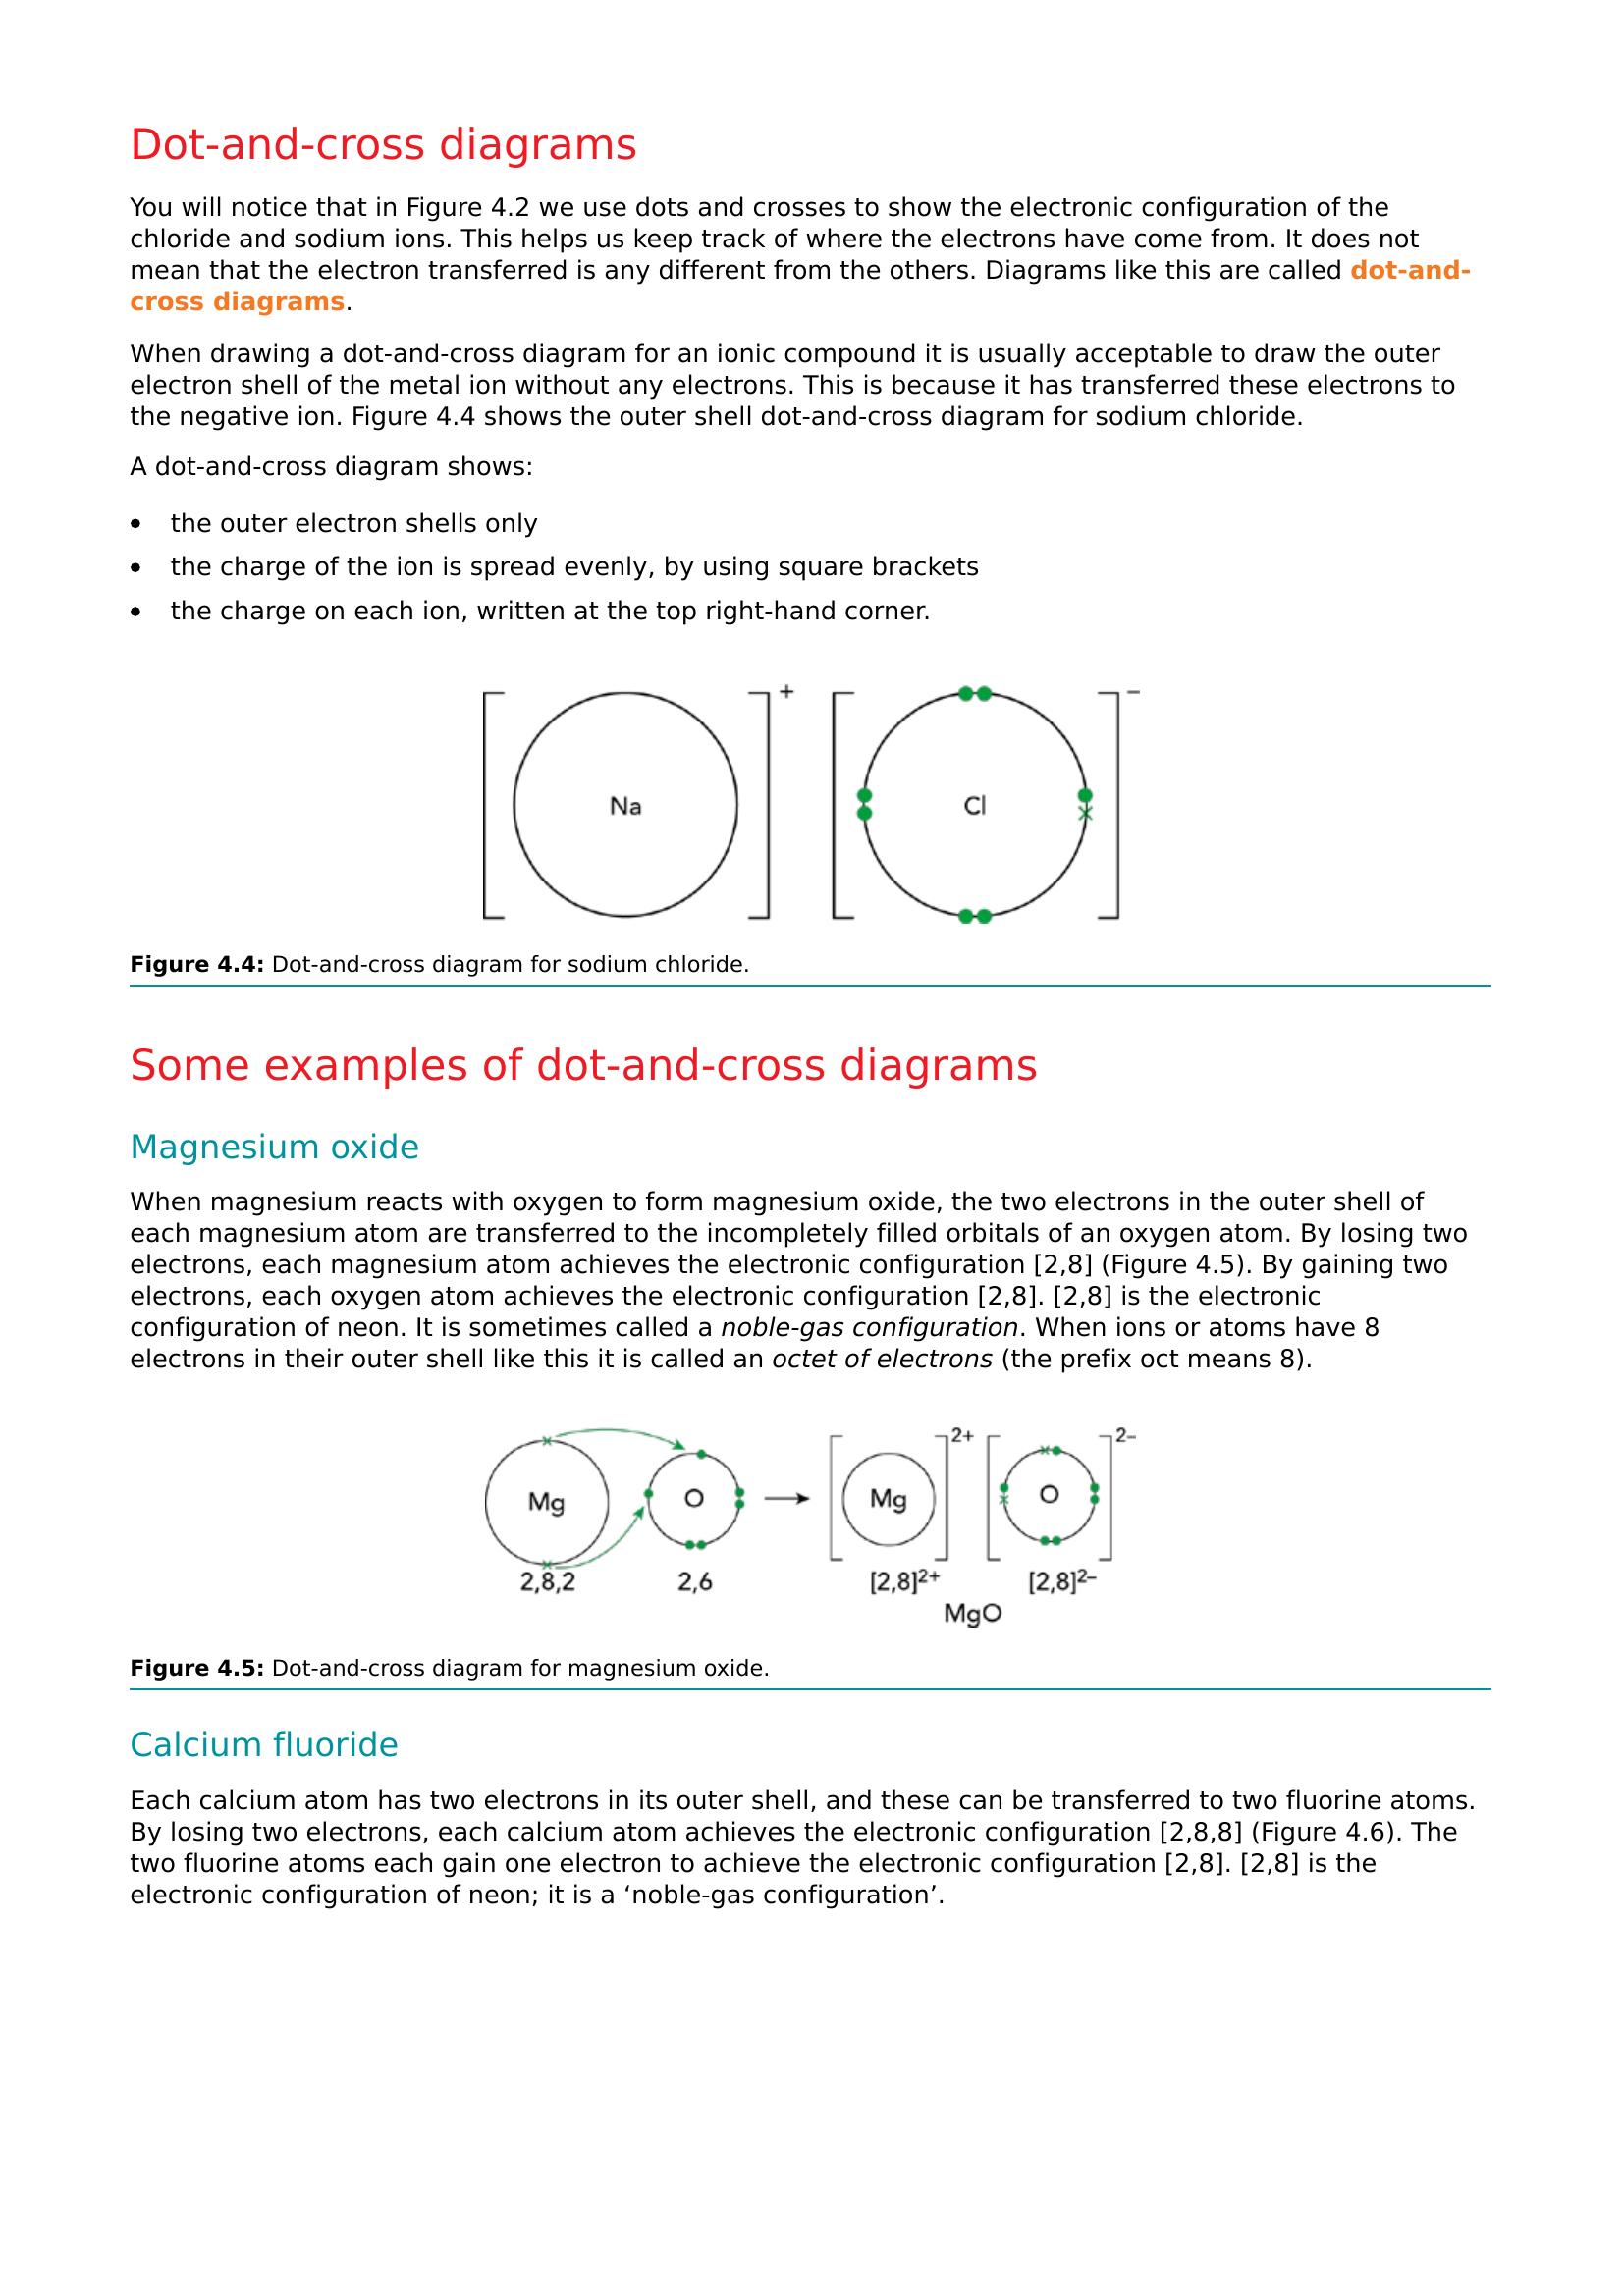 Dot-and-cross diagrams
You will notice that in Figure 4.2 we use dots and crosses to show the electronic configuration of the
chloride and sodium ions. This helps us keep track of where the electrons have come from. It does not
mean that the electron transferred is any different from the others. Diagrams like this are called dot-and-
cross diagrams.
When drawing a dot-and-cross diagram for an ionic compound it is usually acceptable to draw the outer
electron shell of the metal ion without any electrons. This is because it has transferred these electrons to
the negative ion. Figure 4.4 shows the outer shell dot-and-cross diagram for sodium chloride.
A dot-and-cross diagram shows:
• the outer electron shells only
• the charge of the ion is spread evenly, by using square brackets
• the charge on each ion, written at the top right-hand corner.
Na + Cl –
Figure 4.4: Dot-and-cross diagram for sodium chloride.
Some examples of dot-and-cross diagrams
Magnesium oxide
When magnesium reacts with oxygen to form magnesium oxide, the two electrons in the outer shell of
each magnesium atom are transferred to the incompletely filled orbitals of an oxygen atom. By losing two
electrons, each magnesium atom achieves the electronic configuration [2,8] (Figure 4.5). By gaining two
electrons, each oxygen atom achieves the electronic configuration [2,8]. [2,8] is the electronic
configuration of neon. It is sometimes called a noble-gas configuration. When ions or atoms have 8
electrons in their outer shell like this it is called an octet of electrons (the prefix oct means 8).
Mg O Mg 2+ O 2–
2,8,2 2,6 [2,8]2+ [2,8]2–
MgO
Figure 4.5: Dot-and-cross diagram for magnesium oxide.
Calcium fluoride
Each calcium atom has two electrons in its outer shell, and these can be transferred to two fluorine atoms.
By losing two electrons, each calcium atom achieves the electronic configuration [2,8,8] (Figure 4.6). The
two fluorine atoms each gain one electron to achieve the electronic configuration [2,8]. [2,8] is the
electronic configuration of neon; it is a ‘noble-gas configuration’.